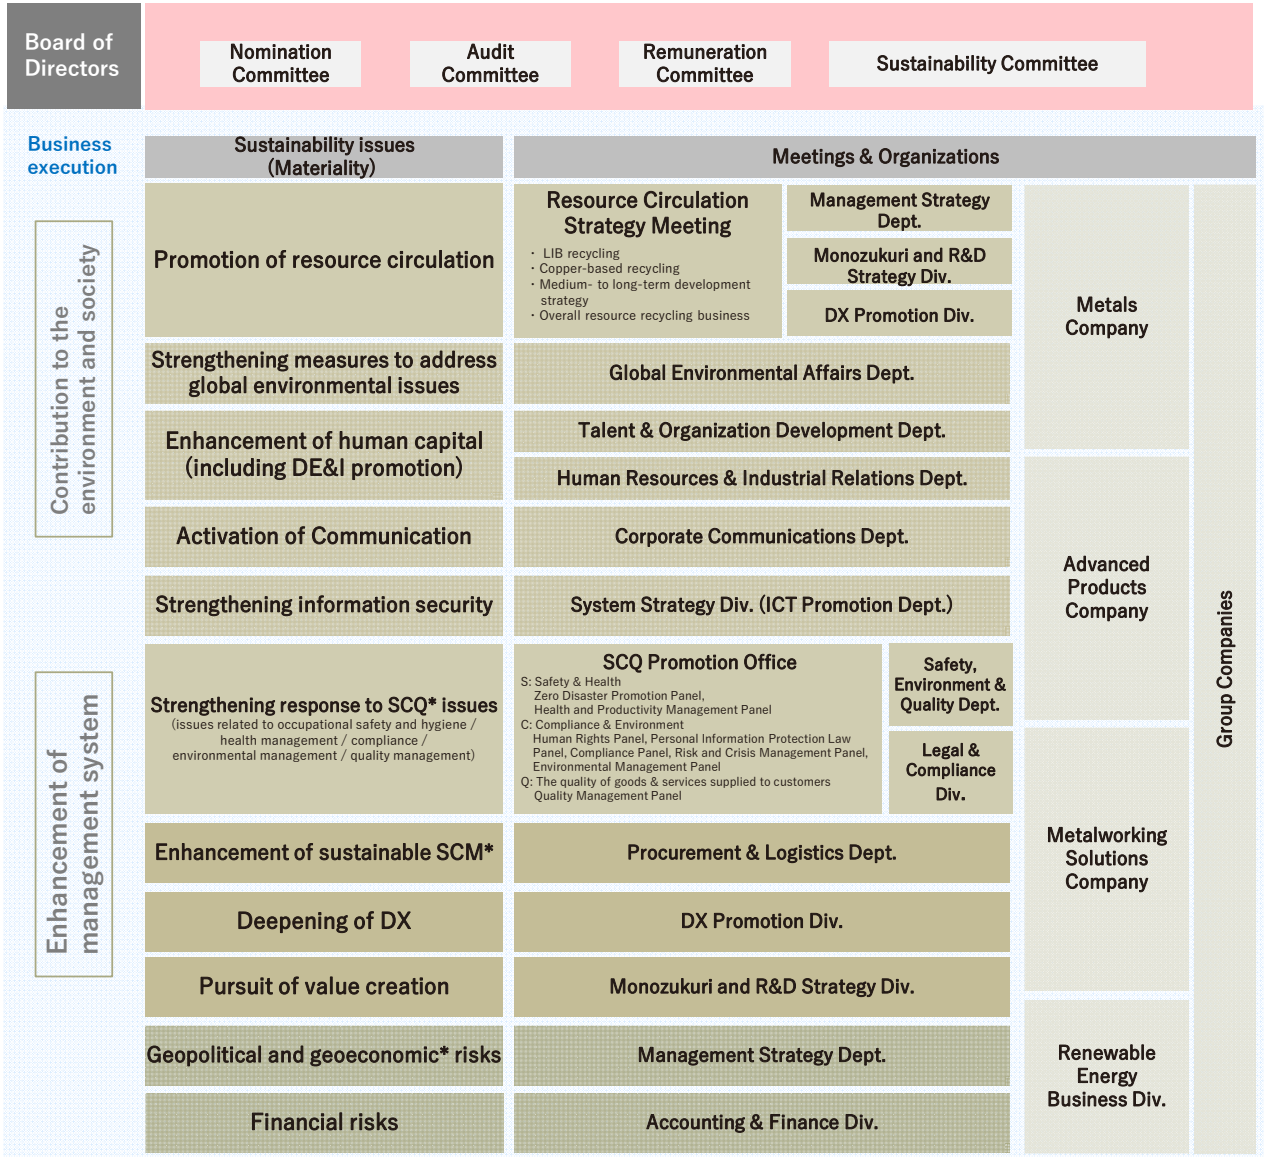 Board of
Directors
Nomination
Committee
Audit
Committee
Remuneration
Committee
Sustainability Committee
Business
execution
Sustainability issues
(Materiality)
Meetings & Organizations
Contribution to the
environment and society
Promotion of resource circulation
Resource Circulation
Strategy Meeting
・ LIB recycling
・Copper-based recycling
・Medium- to long-term development
strategy
・Overall resource recycling business
Management Strategy
Dept.
Monozukuri and R&D
Strategy Div.
DX Promotion Div.
Strengthening measures to address
global environmental issues
Global Environmental Affairs Dept.
Enhancement of human capital
(including DE&I promotion)
Talent & Organization Development Dept.
Human Resources & Industrial Relations Dept.
Activation of Communication
Corporate Communications Dept.
Strengthening information security
System Strategy Div. (ICT Promotion Dept.)
Enhancement of
management system
Strengthening response to SCQ* issues
(issues related to occupational safety and hygiene /
health management / compliance /
environmental management / quality management)
SCQ Promotion Office
S: Safety & Health
Zero Disaster Promotion Panel,
Health and Productivity Management Panel
C: Compliance & Environment
Human Rights Panel, Personal Information Protection Law
Panel, Compliance Panel, Risk and Crisis Management Panel,
Environmental Management Panel
Q: The quality of goods & services supplied to customers
Quality Management Panel
Safety,
Environment &
Quality Dept.
Legal &
Compliance
Div.
Enhancement of sustainable SCM*
Procurement & Logistics Dept.
Deepening of DX
DX Promotion Div.
Pursuit of value creation
Monozukuri and R&D Strategy Div.
Geopolitical and geoeconomic* risks
Management Strategy Dept.
Financial risks
Accounting & Finance Div.
Metals
Company
Advanced
Products
Company
Metalworking
Solutions
Company
Renewable
Energy
Business Div.
Group Companies